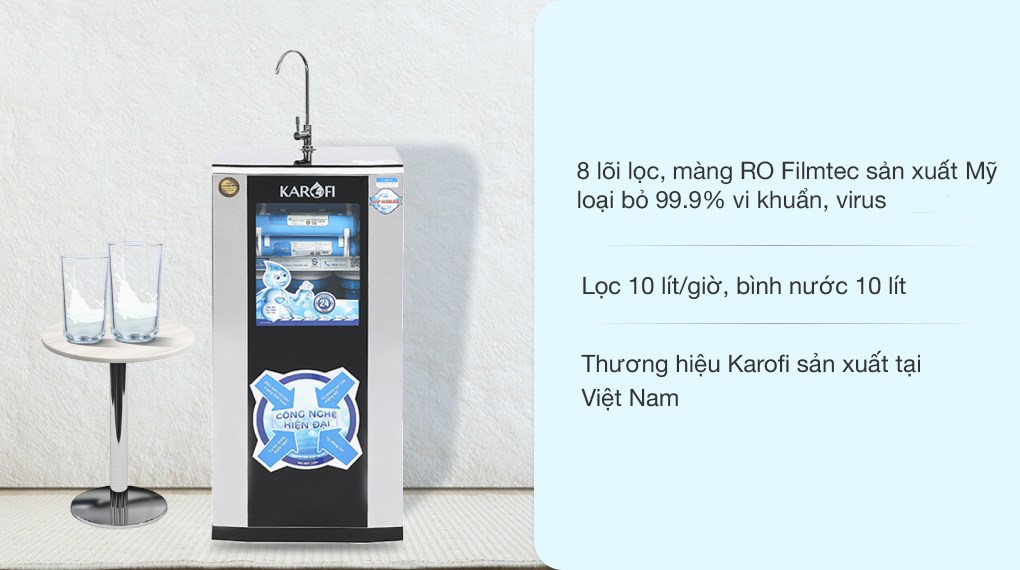 KAROFI
24
CÔNG NGHỆ
HIỆN ĐẠI
8 lõi lọc, màng RO Filmtec sản xuất Mỹ
loại bỏ 99.9% vi khuẩn, virus
Lọc 10 lít/giờ, bình nước 10 lít
Thương hiệu Karofi sản xuất tại
Việt Nam